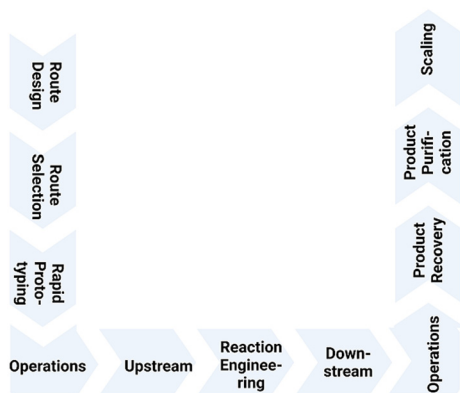 Route
Design
Route
Selection
Rapid
Proto-
typing
Operations
Upstream
Reaction
Enginee-
ring
Down-
stream
Operations
Product
Recovery
Product
Purifi-
cation
Scaling